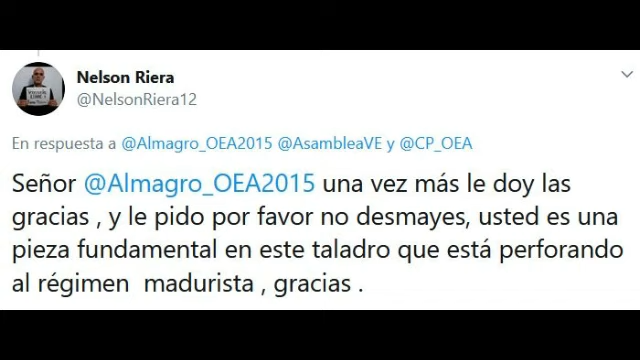 Nelson Riera
@NelsonRiera12
En respuesta a @Almagro_OEA2015 @AsambleaVE y @CP_OEA
Señor @Almagro_OEA2015 una vez más le doy las
gracias , y le pido por favor no desmayes, usted es una
pieza fundamental en este taladro que está perforando
al régimen  madurista , gracias .